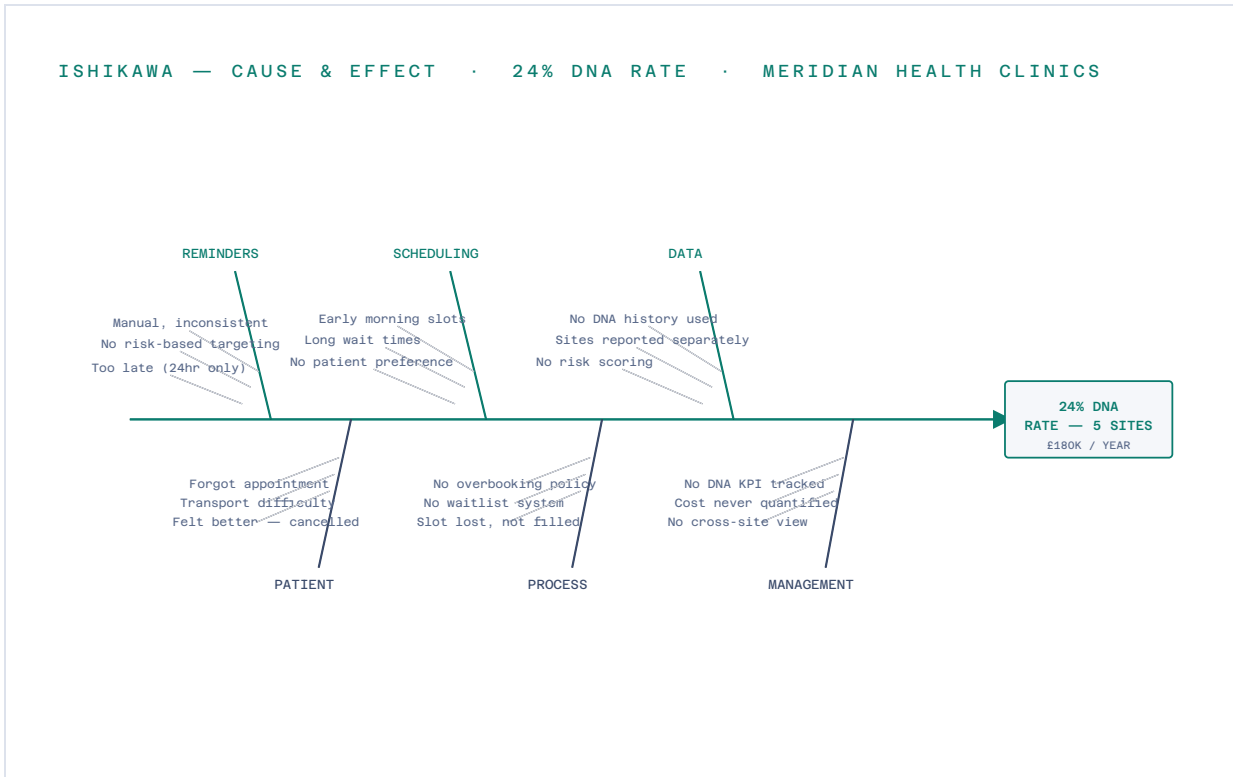 ISHIKAWA — CAUSE & EFFECT · 24% DNA RATE · MERIDIAN HEALTH CLINICS
REMINDERS
Manual, inconsistent
No risk-based targeting
Too late (24hr only)
SCHEDULING
Early morning slots
Long wait times
No patient preference
DATA
No DNA history used
Sites reported separately
No risk scoring
24% DNA
RATE — 5 SITES
£180K / YEAR
Forgot appointment
Transport difficulty
Felt better — cancelled
PATIENT
No overbooking policy
No waitlist system
Slot lost, not filled
PROCESS
No DNA KPI tracked
Cost never quantified
No cross-site view
MANAGEMENT